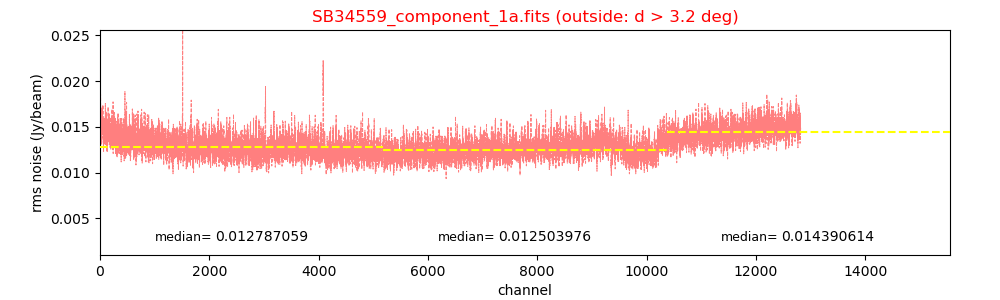 SB34559_component_1a.fits (outside: d > 3.2 deg)
rms noise (Jy/beam)
0.025
0.020
0.015
0.010
0.005
median= 0.012787059
median= 0.012503976
median= 0.014390614
0 2000 4000 6000 8000 10000 12000 14000
channel